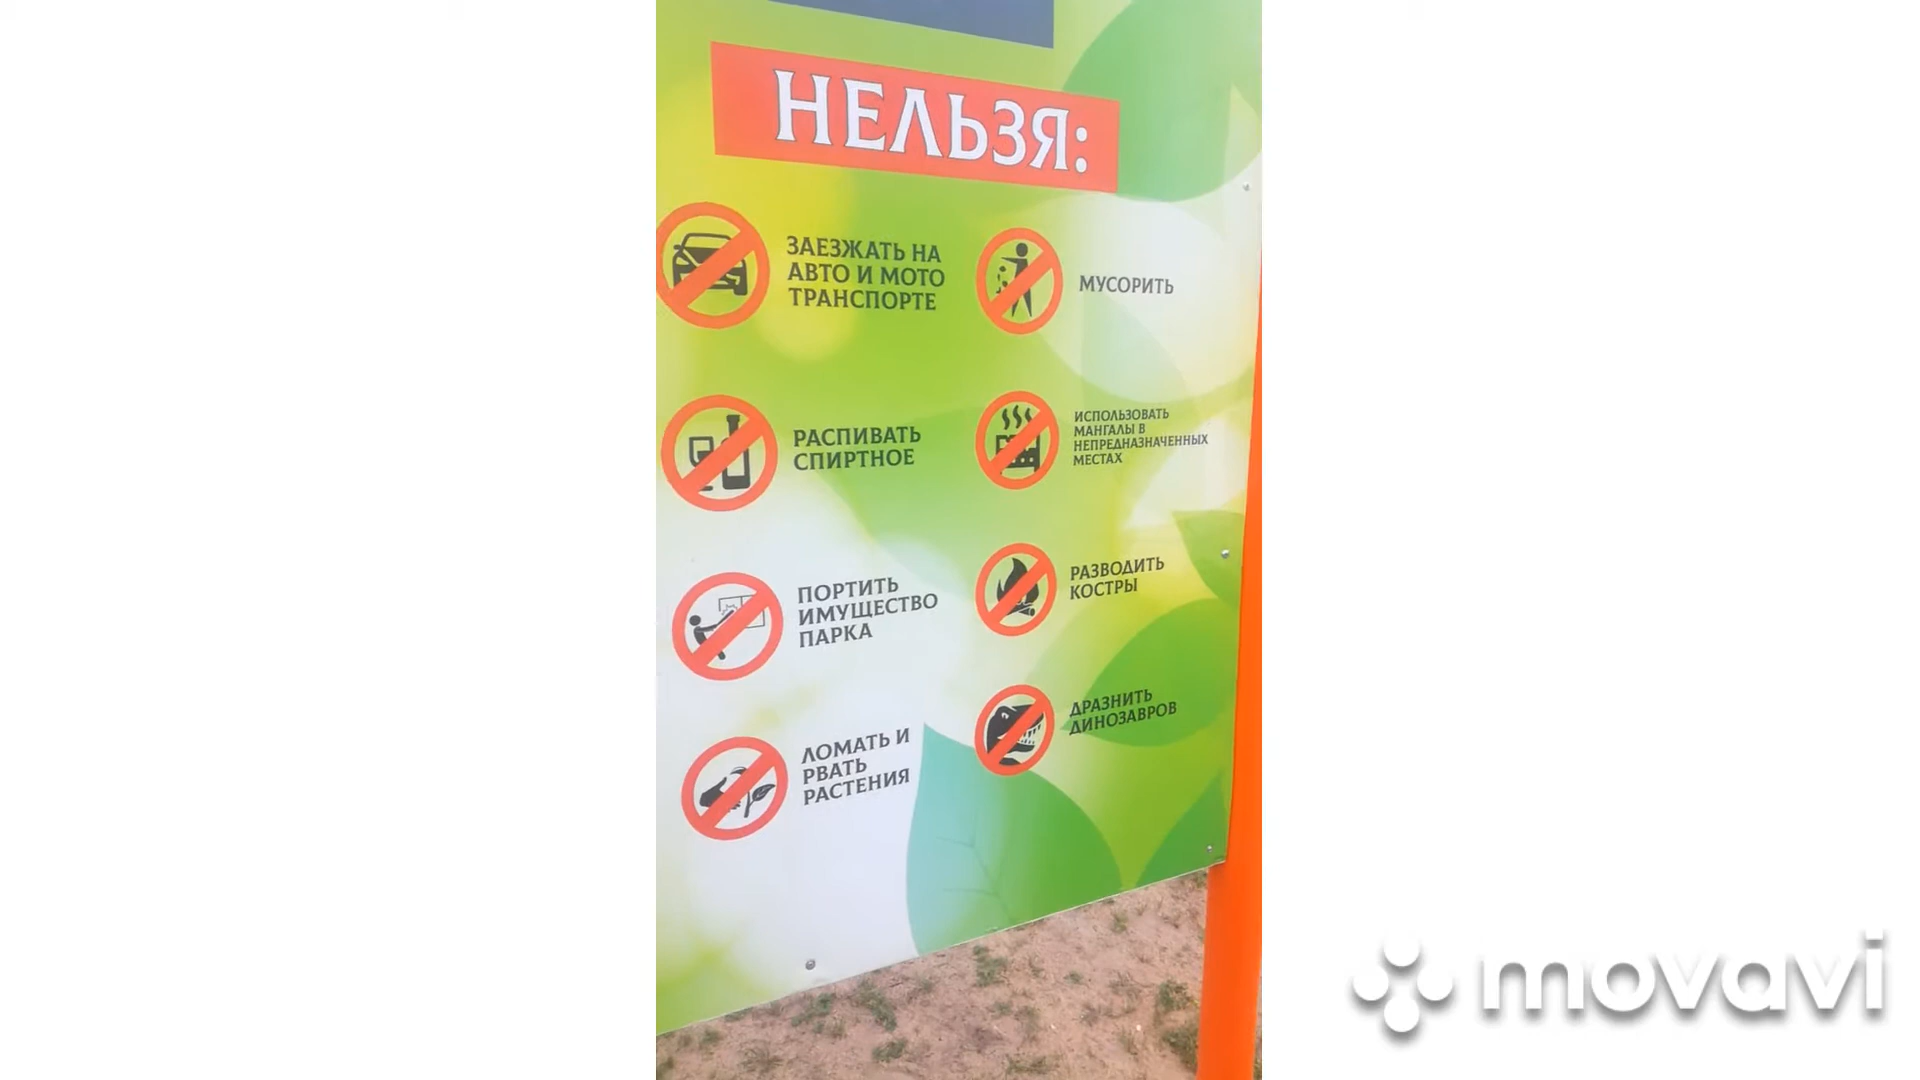 НЕЛЬЗЯ:
ЗАЕЗЖАТЬ НА
АВТО И МОТО
ТРАНСПОРТЕ
РАСПИВАТЬ
СПИРТНОЕ
ПОРТИТЬ
ИМУЩЕСТВО
ПАРКА
ЛОМАТЬ И
РВАТЬ
РАСТЕНИЯ
МУСОРИТЬ
ИСПОЛЬЗОВАТЬ
МАНГАЛЫ В
НЕПРЕДНАЗНАЧЕННЫХ
МЕСТАХ
РАЗВОДИТЬ
КОСТРЫ
ДРАЗНИТЬ
ДИНОЗАВРОВ
movavi